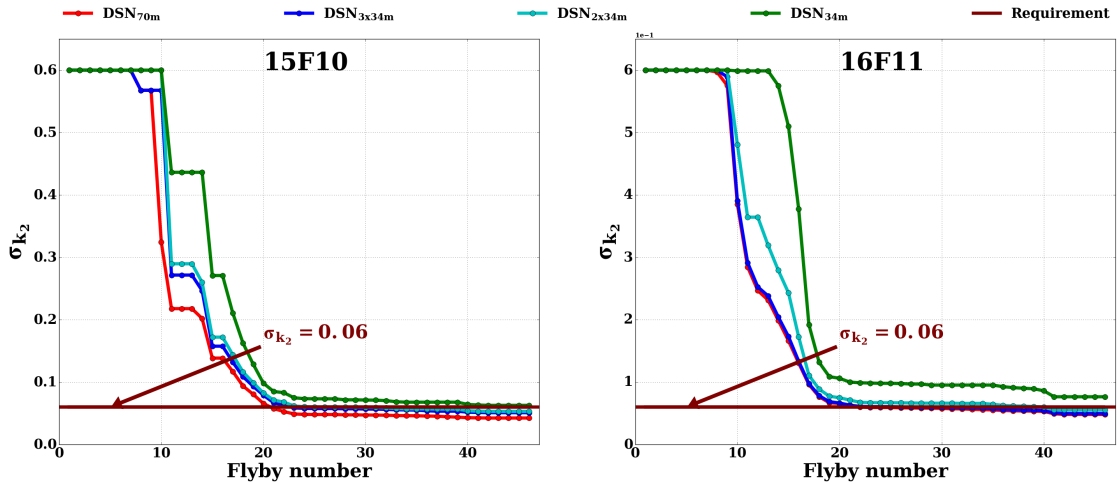 DSN70m DSN3x34m DSN2x34m DSN34m Requirement
15F10
σk2
0.6
0.5
0.4
0.3
0.2
0.1
0.0
σk2 = 0.06
0 10 20 30 40
Flyby number
1e−1
16F11
σk2
6
5
4
3
2
1
0
σk2 = 0.06
0 10 20 30 40
Flyby number